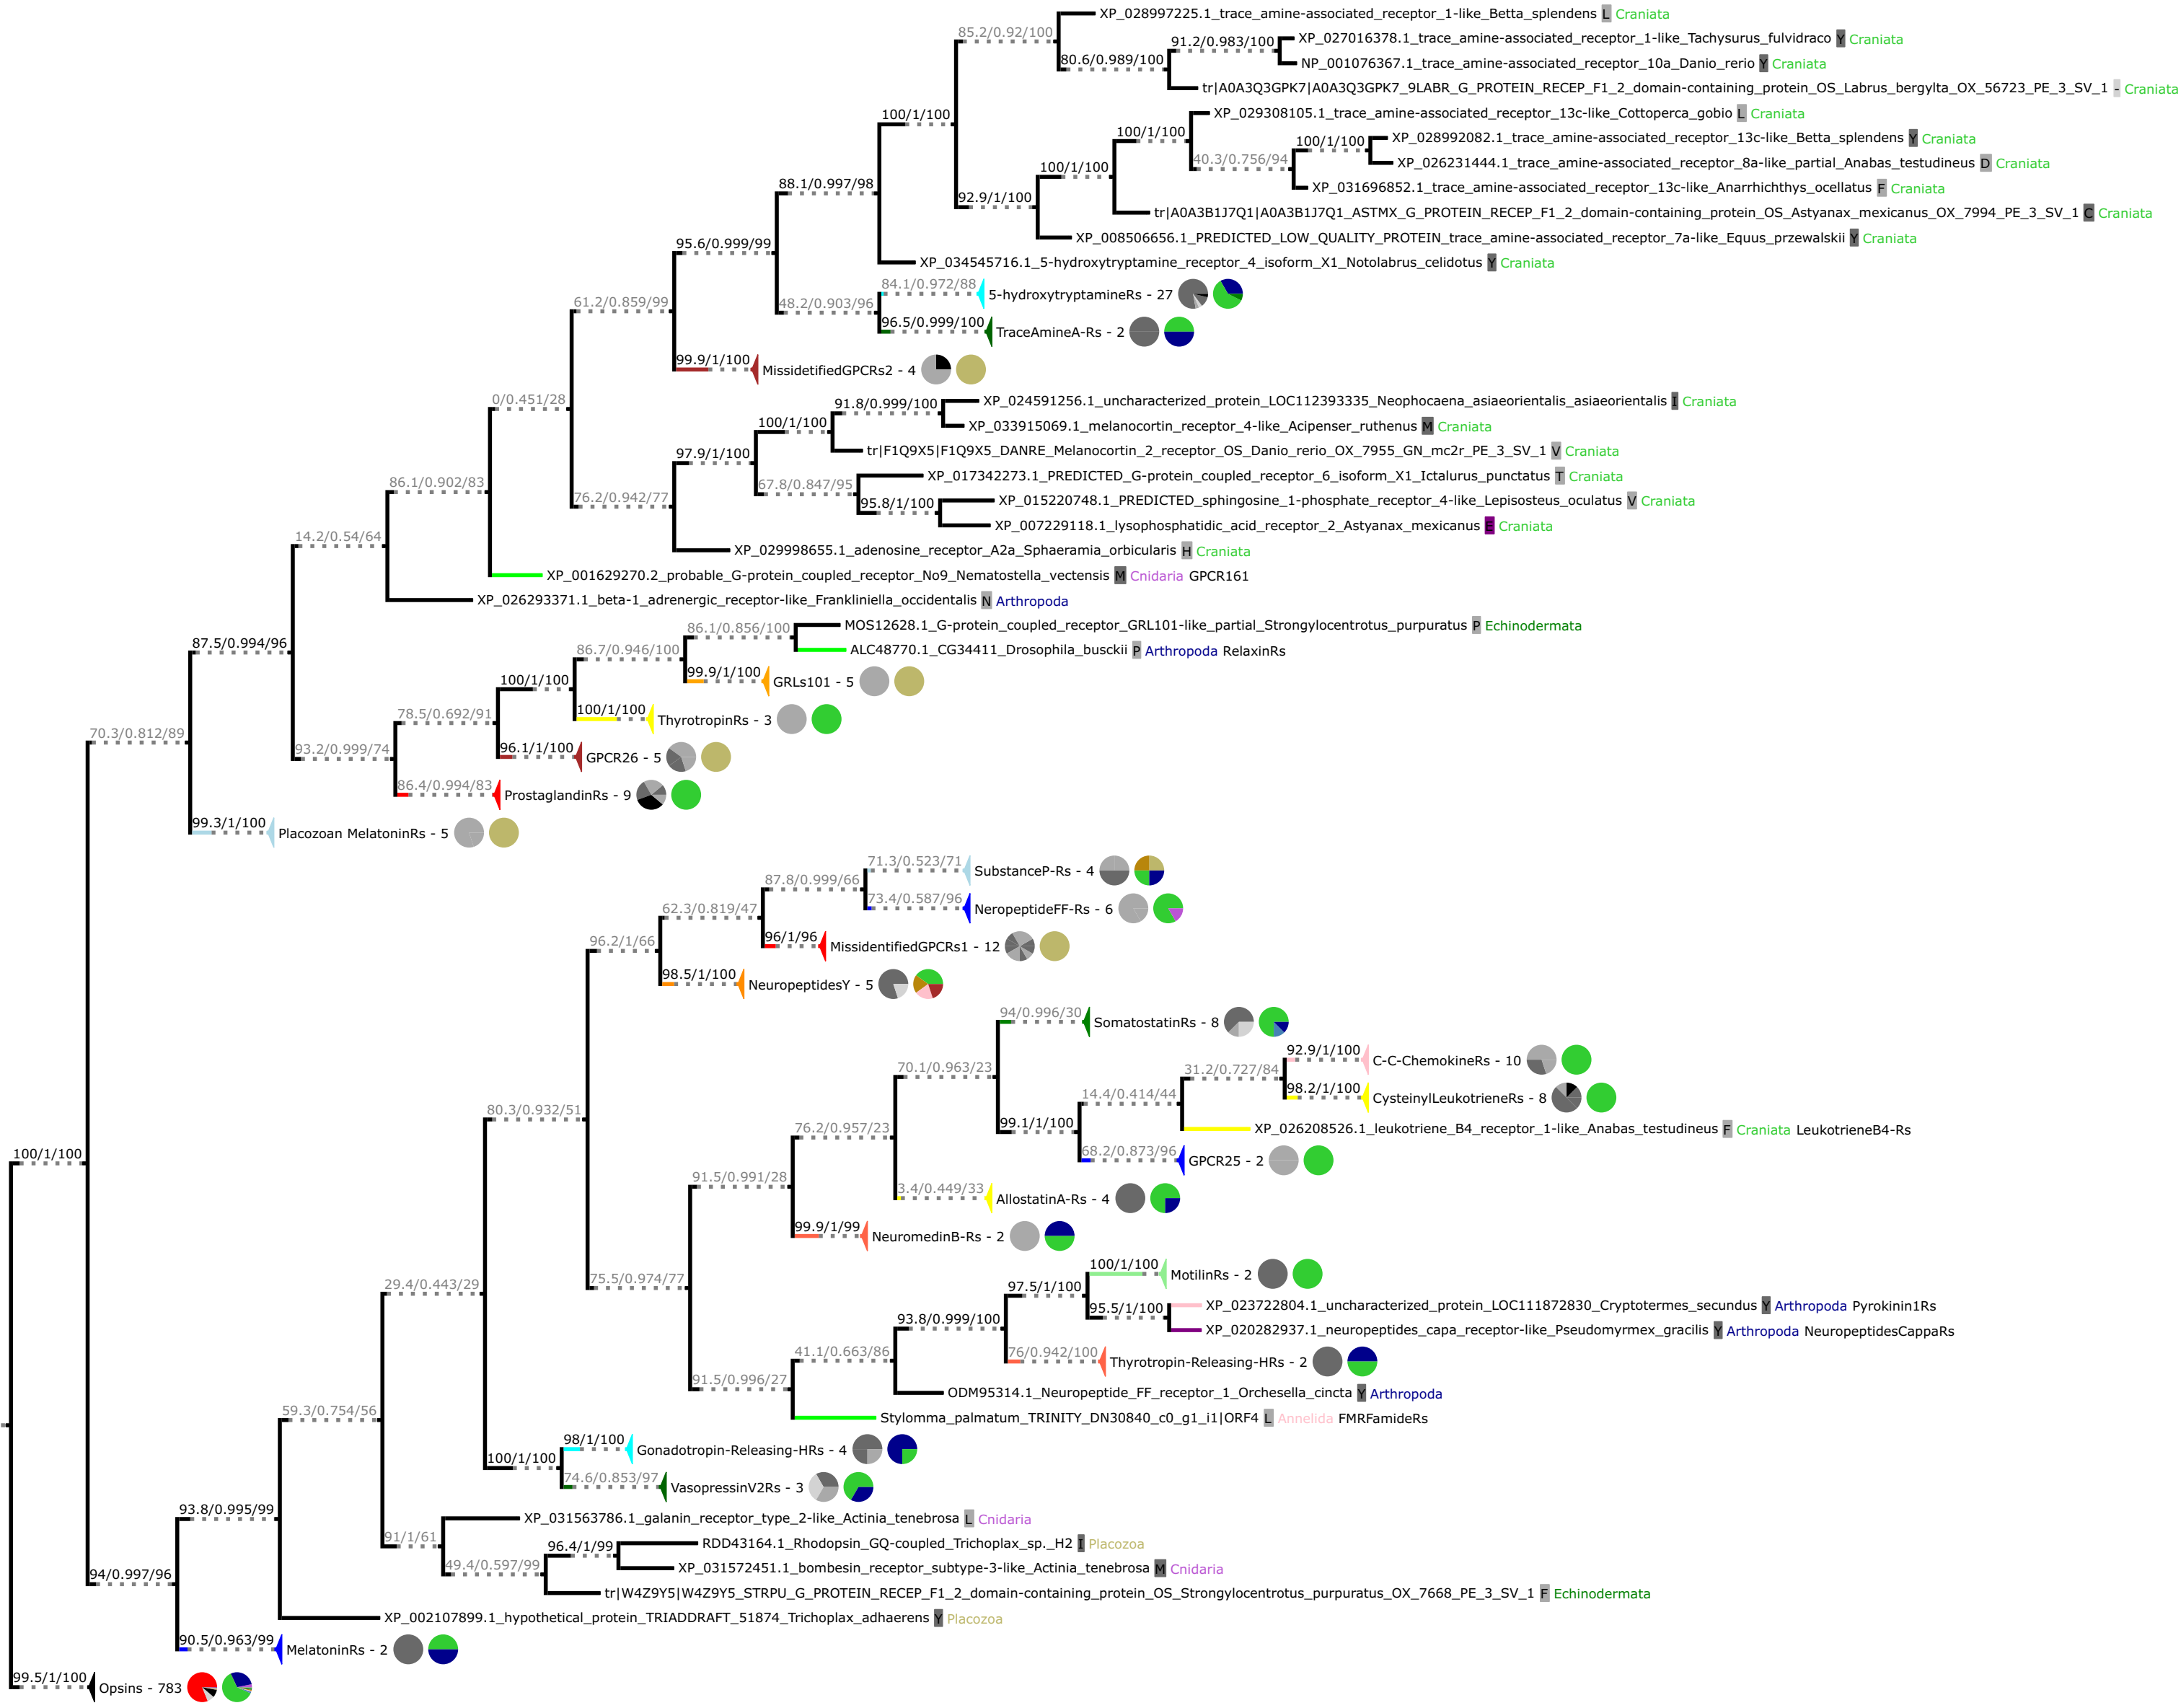 XP_028997225.1_trace_amine-associated_receptor_1-like_Betta_splendens L Craniata
85.2/0.92/100
XP_027016378.1_trace_amine-associated_receptor_1-like_Tachysurus_fulvidraco Y Craniata
91.2/0.983/100
80.6/0.989/100
NP_001076367.1_trace_amine-associated_receptor_10a_Danio_rerio Y Craniata
tr|A0A3Q3GPK7|A0A3Q3GPK7_9LABR_G_PROTEIN_RECEP_F1_2_domain-containing_protein_OS_Labrus_bergylta_OX_56723_PE_3_SV_1 - Craniata
100/1/100
XP_029308105.1_trace_amine-associated_receptor_13c-like_Cottoperca_gobio L Craniata
100/1/100
XP_028992082.1_trace_amine-associated_receptor_13c-like_Betta_splendens Y Craniata
100/1/100
40.3/0.756/94
XP_026231444.1_trace_amine-associated_receptor_8a-like_partial_Anabas_testudineus D Craniata
100/1/100
88.1/0.997/98
XP_031696852.1_trace_amine-associated_receptor_13c-like_Anarrhichthys_ocellatus F Craniata
92.9/1/100
tr|A0A3B1J7Q1|A0A3B1J7Q1_ASTMX_G_PROTEIN_RECEP_F1_2_domain-containing_protein_OS_Astyanax_mexicanus_OX_7994_PE_3_SV_1 C Craniata
XP_008506656.1_PREDICTED_LOW_QUALITY_PROTEIN_trace_amine-associated_receptor_7a-like_Equus_przewalskii Y Craniata
95.6/0.999/99
XP_034545716.1_5-hydroxytryptamine_receptor_4_isoform_X1_Notolabrus_celidotus Y Craniata
84.1/0.972/88
5-hydroxytryptamineRs - 27
61.2/0.859/99
48.2/0.903/96
96.5/0.999/100
TraceAmineA-Rs - 2
99.9/1/100
MissidetifiedGPCRs2 - 4
0/0.451/28
91.8/0.999/100
XP_024591256.1_uncharacterized_protein_LOC112393335_Neophocaena_asiaeorientalis_asiaeorientalis I Craniata
100/1/100
XP_033915069.1_melanocortin_receptor_4-like_Acipenser_ruthenus M Craniata
97.9/1/100
tr|F1Q9X5|F1Q9X5_DANRE_Melanocortin_2_receptor_OS_Danio_rerio_OX_7955_GN_mc2r_PE_3_SV_1 V Craniata
XP_017342273.1_PREDICTED_G-protein_coupled_receptor_6_isoform_X1_Ictalurus_punctatus T Craniata
86.1/0.902/83
67.8/0.847/95
76.2/0.942/77
95.8/1/100
XP_015220748.1_PREDICTED_sphingosine_1-phosphate_receptor_4-like_Lepisosteus_oculatus V Craniata
XP_007229118.1_lysophosphatidic_acid_receptor_2_Astyanax_mexicanus E Craniata
14.2/0.54/64
XP_029998655.1_adenosine_receptor_A2a_Sphaeramia_orbicularis H Craniata
XP_001629270.2_probable_G-protein_coupled_receptor_No9_Nematostella_vectensis M Cnidaria GPCR161
XP_026293371.1_beta-1_adrenergic_receptor-like_Frankliniella_occidentalis N Arthropoda
87.5/0.994/96
86.1/0.856/100
MOS12628.1_G-protein_coupled_receptor_GRL101-like_partial_Strongylocentrotus_purpuratus P Echinodermata
86.7/0.946/100
ALC48770.1_CG34411_Drosophila_busckii P Arthropoda RelaxinRs
100/1/100
99.9/1/100
GRLs101 - 5
78.5/0.692/91
100/1/100
ThyrotropinRs - 3
70.3/0.812/89
93.2/0.999/74
96.1/1/100
GPCR26 - 5
86.4/0.994/83
ProstaglandinRs - 9
99.3/1/100
Placozoan MelatoninRs - 5
71.3/0.523/71
SubstanceP-Rs - 4
87.8/0.999/66
73.4/0.587/96
NeropeptideFF-Rs - 6
62.3/0.819/47
96.2/1/66
96/1/96
MissidentifiedGPCRs1 - 12
98.5/1/100
NeuropeptidesY - 5
94/0.996/30
SomatostatinRs - 8
92.9/1/100
C-C-ChemokineRs - 10
70.1/0.963/23
31.2/0.727/84
98.2/1/100
CysteinylLeukotrieneRs - 8
80.3/0.932/51
14.4/0.414/44
99.1/1/100
XP_026208526.1_leukotriene_B4_receptor_1-like_Anabas_testudineus F Craniata LeukotrieneB4-Rs
76.2/0.957/23
68.2/0.873/96
GPCR25 - 2
100/1/100
91.5/0.991/28
3.4/0.449/33
AllostatinA-Rs - 4
99.9/1/99
NeuromedinB-Rs - 2
100/1/100
MotilinRs - 2
75.5/0.974/77
29.4/0.443/29
97.5/1/100
95.5/1/100
XP_023722804.1_uncharacterized_protein_LOC111872830_Cryptotermes_secundus Y Arthropoda Pyrokinin1Rs
93.8/0.999/100
XP_020282937.1_neuropeptides_capa_receptor-like_Pseudomyrmex_gracilis Y Arthropoda NeuropeptidesCappaRs
41.1/0.663/86
76/0.942/100
Thyrotropin-Releasing-HRs - 2
91.5/0.996/27
ODM95314.1_Neuropeptide_FF_receptor_1_Orchesella_cincta Y Arthropoda
59.3/0.754/56
Stylomma_palmatum_TRINITY_DN30840_c0_g1_i1|ORF4 L Annelida FMRFamideRs
98/1/100
Gonadotropin-Releasing-HRs - 4
100/1/100
74.6/0.853/97
VasopressinV2Rs - 3
93.8/0.995/99
XP_031563786.1_galanin_receptor_type_2-like_Actinia_tenebrosa L Cnidaria
91/1/61
96.4/1/99
RDD43164.1_Rhodopsin_GQ-coupled_Trichoplax_sp._H2 I Placozoa
49.4/0.597/99
XP_031572451.1_bombesin_receptor_subtype-3-like_Actinia_tenebrosa M Cnidaria
94/0.997/96
tr|W4Z9Y5|W4Z9Y5_STRPU_G_PROTEIN_RECEP_F1_2_domain-containing_protein_OS_Strongylocentrotus_purpuratus_OX_7668_PE_3_SV_1 F Echinodermata
XP_002107899.1_hypothetical_protein_TRIADDRAFT_51874_Trichoplax_adhaerens Y Placozoa
90.5/0.963/99
MelatoninRs - 2
99.5/1/100
Opsins - 783